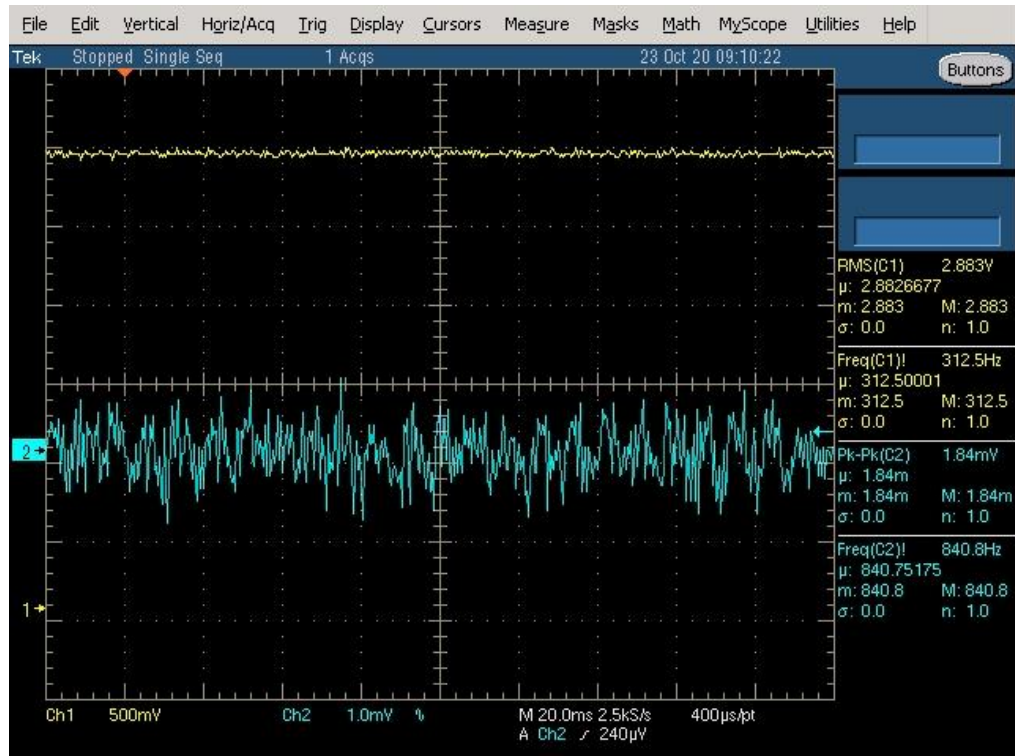 File Edit Vertical Horiz/Acq Trig Display Cursors Measure Masks Math MyScope Utilities Help
Tek Stopped Single Seq 1 Acqs 23 Oct 20 09:10:22
Buttons
RMS(C1) 2.883V
μ: 2.8826677
m: 2.883 M: 2.883
σ: 0.0 n: 1.0
Freq(C1)! 312.5Hz
μ: 312.50001
m: 312.5 M: 312.5
σ: 0.0 n: 1.0
2
Pk-Pk(C2) 1.84mV
μ: 1.84m
m: 1.84m M: 1.84m
σ: 0.0 n: 1.0
Freq(C2)! 840.8Hz
μ: 840.75175
m: 840.8 M: 840.8
σ: 0.0 n: 1.0
1
Ch1 500mV Ch2 1.0mV M 20.0ms 2.5kS/s 400μs/pt
A Ch2 240μV